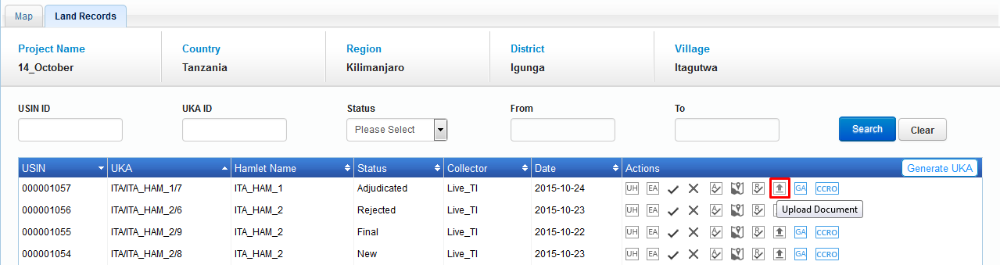 Map Land Records
Project Name Country Region District Village
14_October Tanzania Kilimanjaro Igunga Itagutwa
USIN ID UKA ID Status From To
Please Select Search Clear
USIN UKA Hamlet Name Status Collector Date Actions Generate UKA
000001057 ITA/ITA_HAM_1/7 ITA_HAM_1 Adjudicated Live_TI 2015-10-24 UH EA GA CCRO
000001056 ITA/ITA_HAM_2/6 ITA_HAM_2 Rejected Live_TI 2015-10-23 UH EA Upload Document
000001055 ITA/ITA_HAM_2/9 ITA_HAM_2 Final Live_TI 2015-10-22 UH EA GA CCRO
000001054 ITA/ITA_HAM_2/8 ITA_HAM_2 New Live_TI 2015-10-23 UH EA GA CCRO